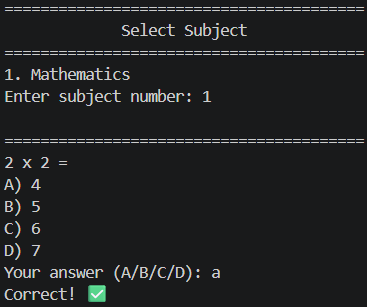 ========================================
Select Subject
========================================
1. Mathematics
Enter subject number: 1
========================================
2 x 2 =
A) 4
B) 5
C) 6
D) 7
Your answer (A/B/C/D): a
Correct! ✅